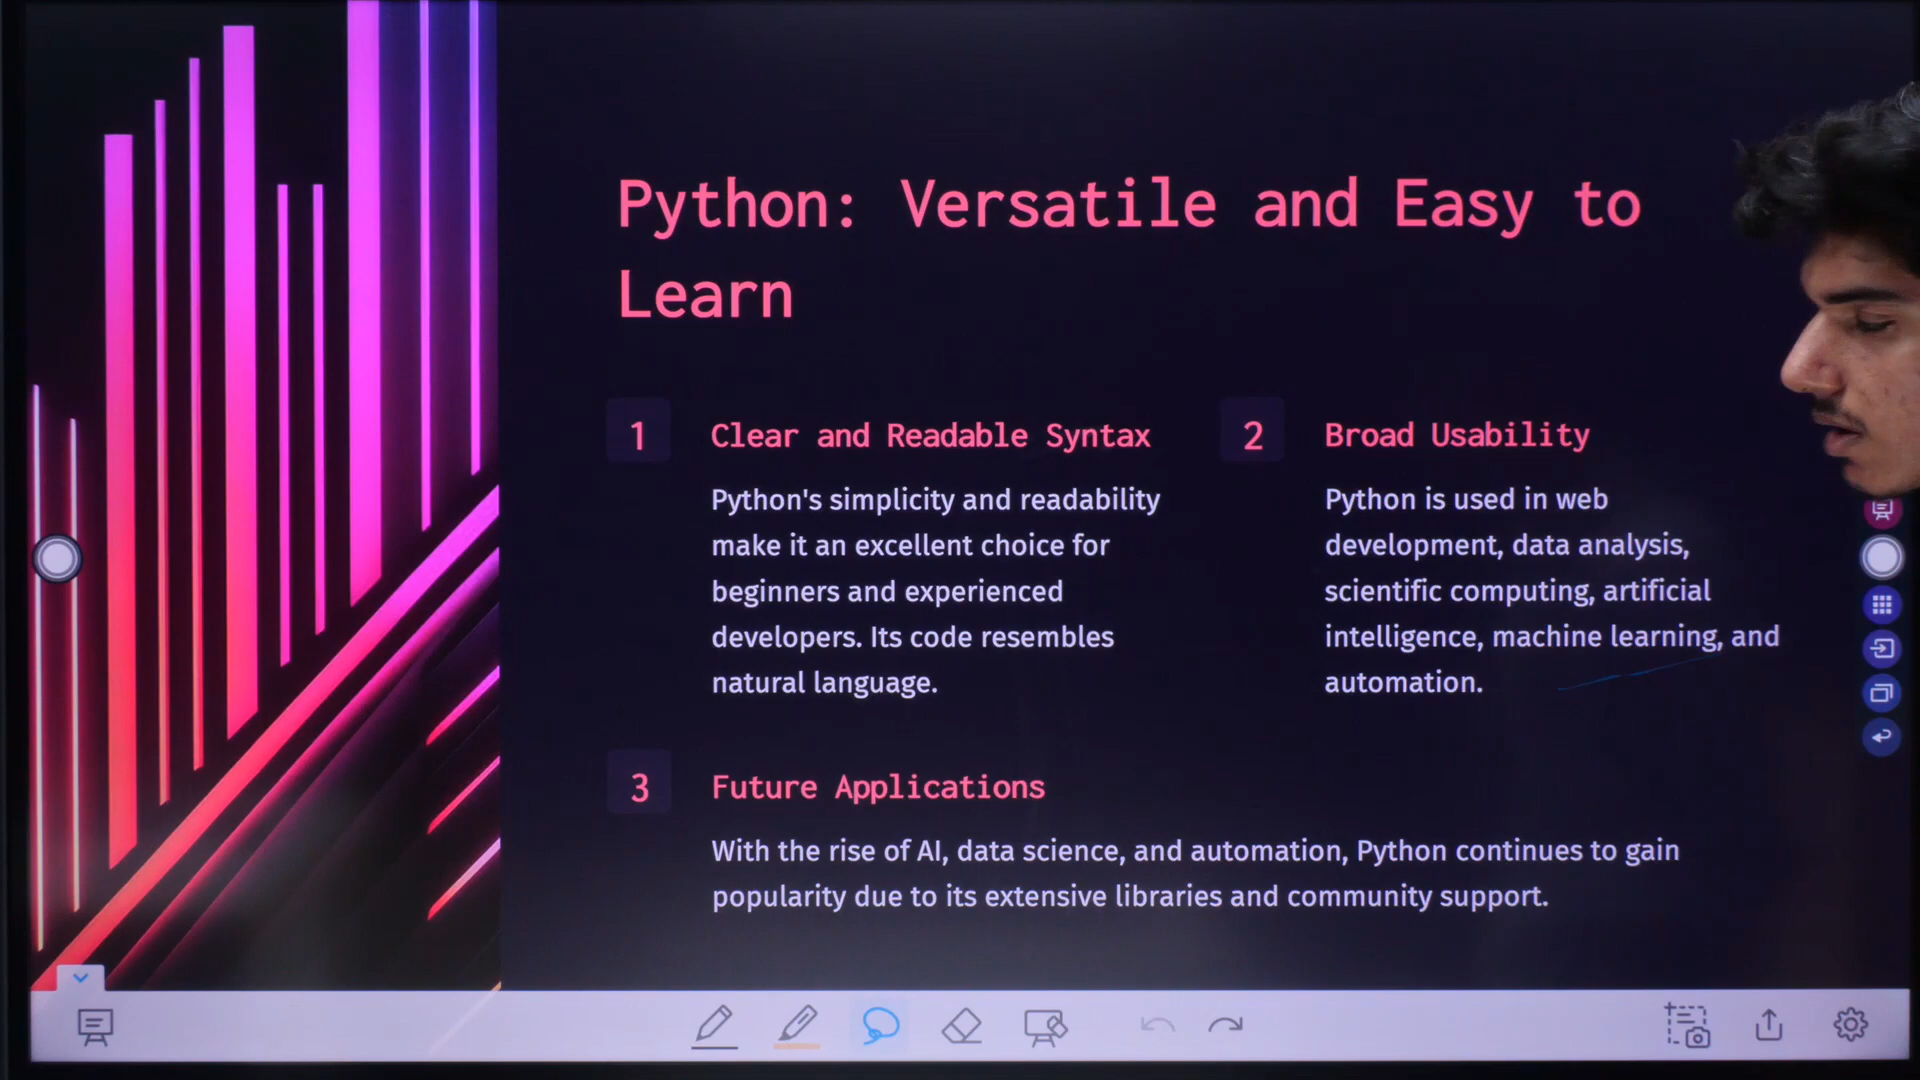 Python: Versatile and Easy to
Learn
1
Clear and Readable Syntax
Python's simplicity and readability
make it an excellent choice for
beginners and experienced
developers. Its code resembles
natural language.
2
Broad Usability
Python is used in web
development, data analysis,
scientific computing, artificial
intelligence, machine learning, and
automation.
3
Future Applications
With the rise of AI, data science, and automation, Python continues to gain
popularity due to its extensive libraries and community support.